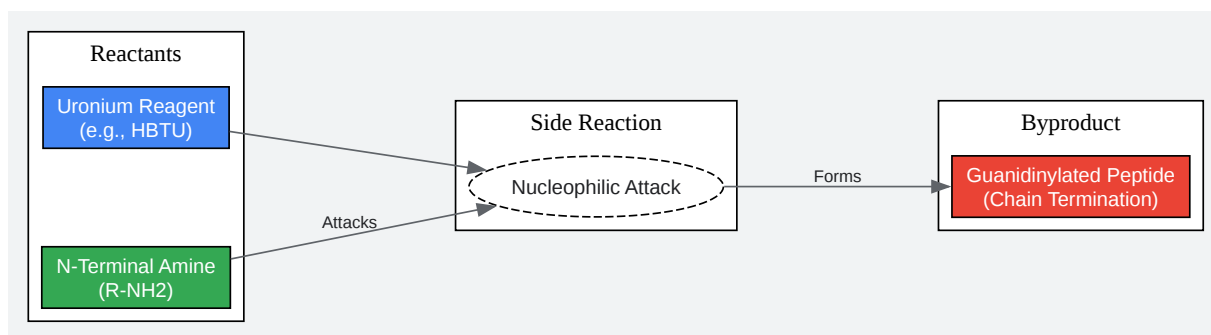 Reactants
Uronium Reagent
(e.g., HBTU)
N-Terminal Amine
(R-NH2)
Attacks
Side Reaction
Nucleophilic Attack
Forms
Byproduct
Guanidinylated Peptide
(Chain Termination)